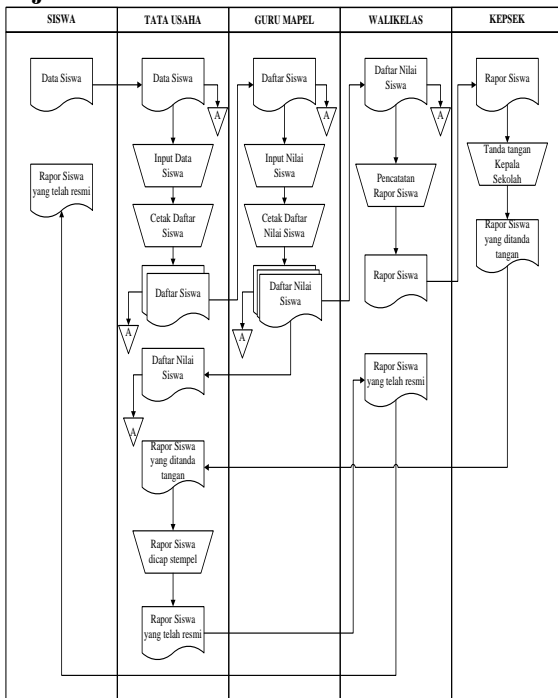 SISWA
TATA USAHA
GURU MAPEL
WALIKELAS
KEPSEK
Data Siswa
Data Siswa
A
Daftar Siswa
A
Daftar Nilai
Siswa
A
Rapor Siswa
Rapor Siswa
yang telah resmi
Input Data
Siswa
Input Nilai
Siswa
Pencatatan
Rapor Siswa
Tanda tangan
Kepala
Sekolah
Cetak Daftar
Siswa
Cetak Daftar
Nilai Siswa
Rapor Siswa
yang ditanda
tangan
Daftar Siswa
A
Daftar Nilai
Siswa
A
Rapor Siswa
Daftar Nilai
Siswa
A
Rapor Siswa
yang telah resmi
Rapor Siswa
yang ditanda
tangan
Rapor Siswa
dicap stempel
Rapor Siswa
yang telah resmi